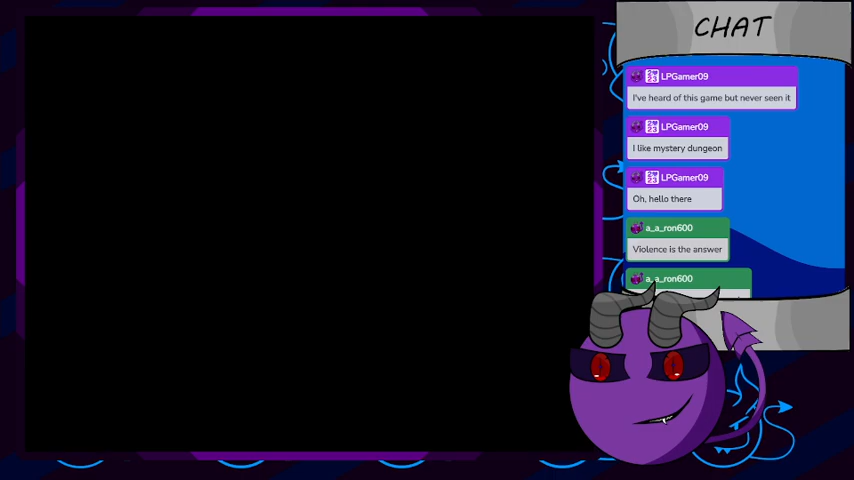 CHAT
LPGamer09
I've heard of this game but never seen it
LPGamer09
I like mystery dungeon
LPGamer09
Oh, hello there
a_a_ron600
Violence is the answer
a_a_ron600